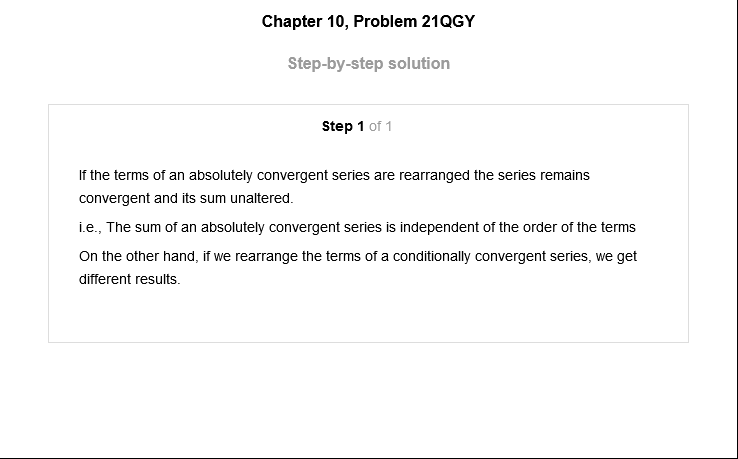 Chapter 10, Problem 21QGY
Step-by-step solution
Step 1 of 1
If the terms of an absolutely convergent series are rearranged the series remains
convergent and its sum unaltered.
i.e., The sum of an absolutely convergent series is independent of the order of the terms
On the other hand, if we rearrange the terms of a conditionally convergent series, we get
different results.